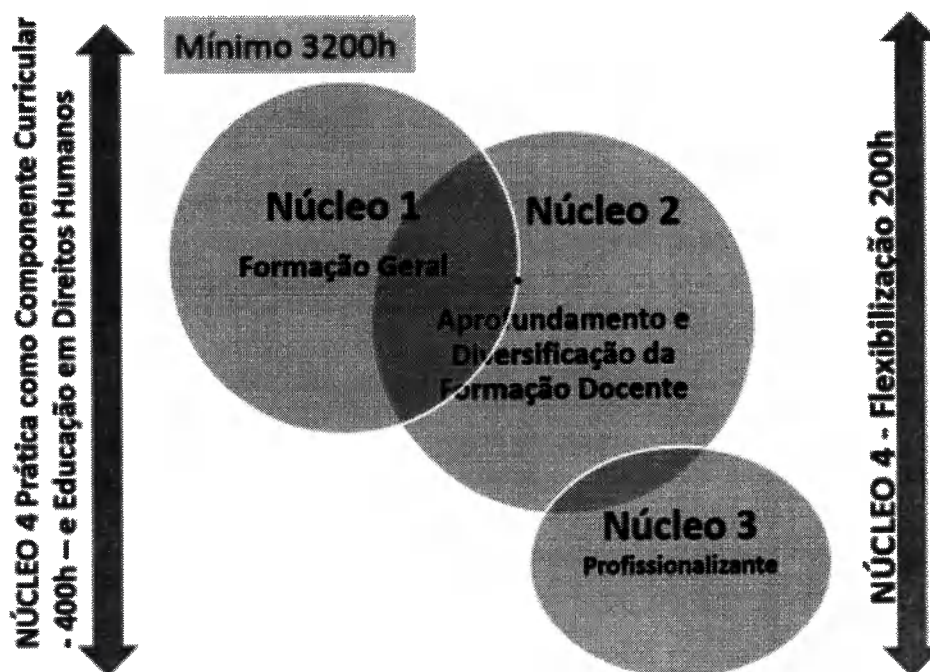 NÚCLEO 4 Prática como Componente Curricular
- 400h – e Educação em Direitos Humanos
Mínimo 3200h
Núcleo 1
Formação Geral
Núcleo 2
Aprofundamento e
Diversificação da
Formação Docente
Núcleo 3
Profissionalizante
NÚCLEO 4 - Flexibilização 200h